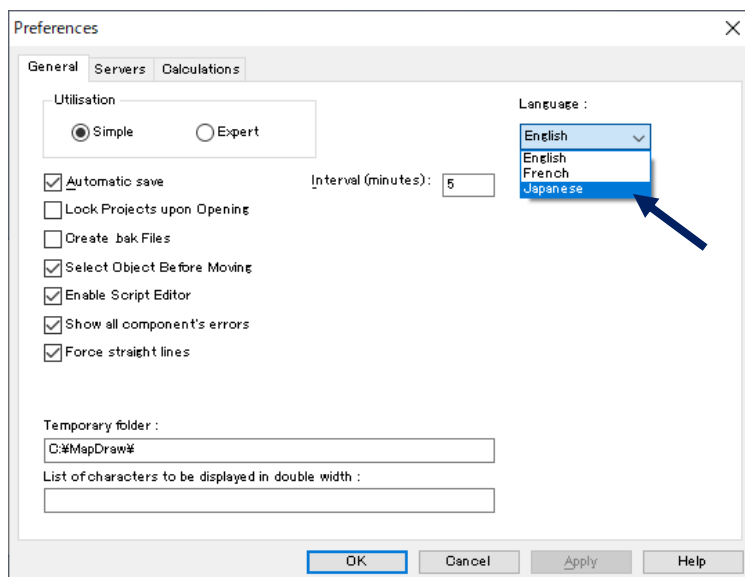 Preferences
General Servers Calculations
Utilisation
Simple Expert
Language :
English
English
French
Japanese
Automatic save Interval (minutes) : 5
Lock Projects upon Opening
Create .bak Files
Select Object Before Moving
Enable Script Editor
Show all component's errors
Force straight lines
Temporary folder :
C:¥MapDraw¥
List of characters to be displayed in double width :
OK Cancel Apply Help